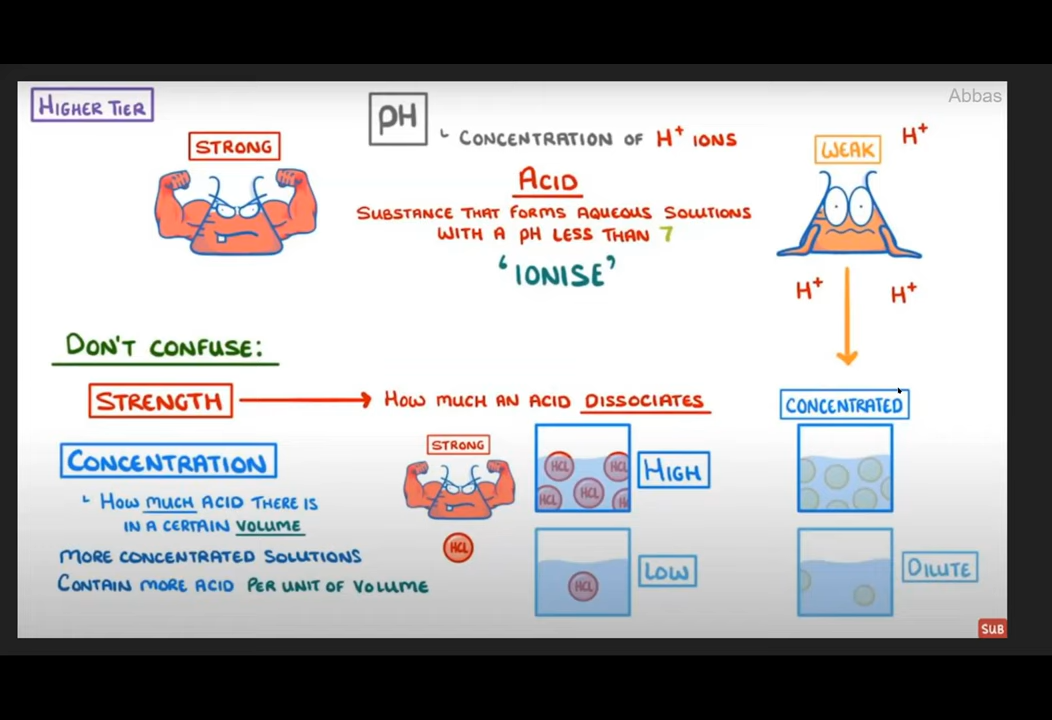 Abbas
HIGHER TIER
PH
CONCENTRATION OF H+ IONS
STRONG
WEAK
H+
ACID
SUBSTANCE THAT FORMS AQUEOUS SOLUTIONS
WITH A PH LESS THAN 7
'IONISE'
H+
H+
DON'T CONFUSE:
STRENGTH
HOW MUCH AN ACID DISSOCIATES
CONCENTRATED
CONCENTRATION
HOW MUCH ACID THERE IS
IN A CERTAIN VOLUME
MORE CONCENTRATED SOLUTIONS
CONTAIN MORE ACID PER UNIT OF VOLUME
STRONG
HCL
HCL
HCL
HCL
HCL
H
HIGH
HCL
LOW
DILUTE
SUB